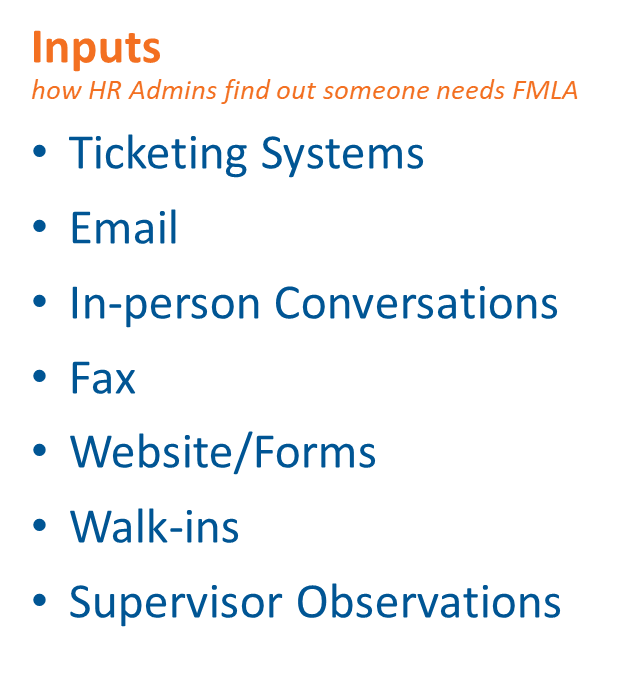 Inputs
how HR Admins find out someone needs FMLA
• Ticketing Systems
• Email
• In-person Conversations
• Fax
• Website/Forms
• Walk-ins
• Supervisor Observations